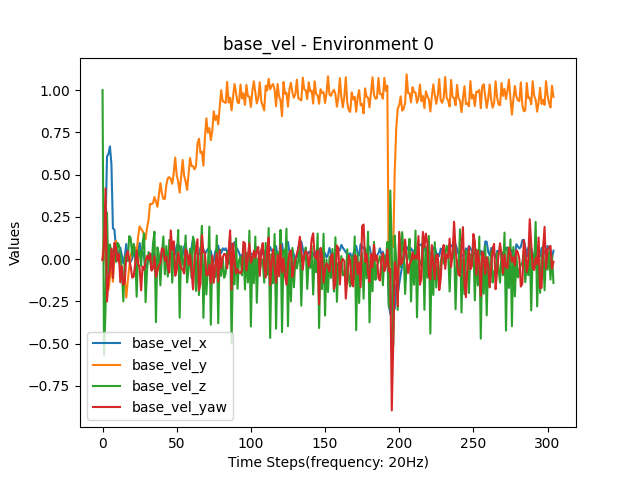 base_vel - Environment 0
Values
1.00
0.75
0.50
0.25
0.00
−0.25
−0.50
−0.75
base_vel_x
base_vel_y
base_vel_z
base_vel_yaw
0 50 100 150 200 250 300
Time Steps(frequency: 20Hz)